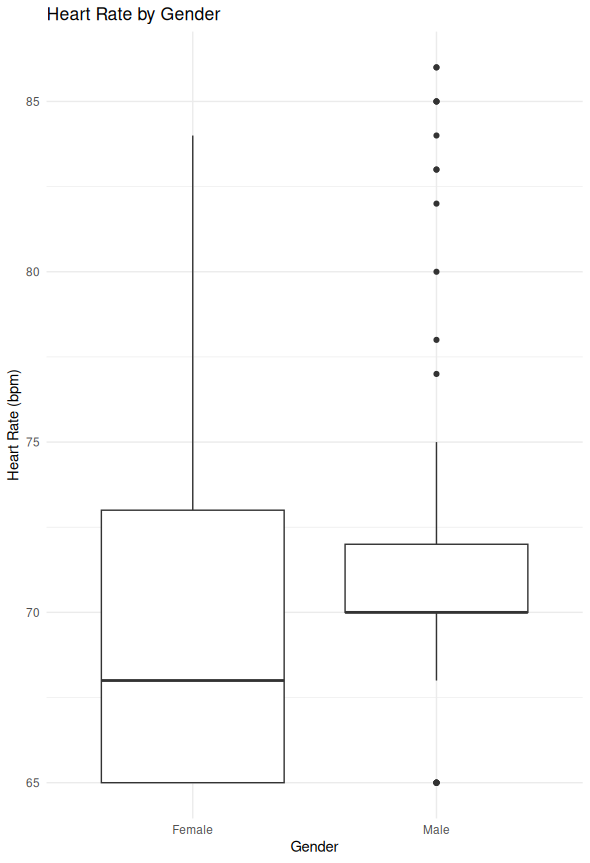 Heart Rate by Gender
Heart Rate (bpm)
85
80
75
70
65
Female
Male
Gender